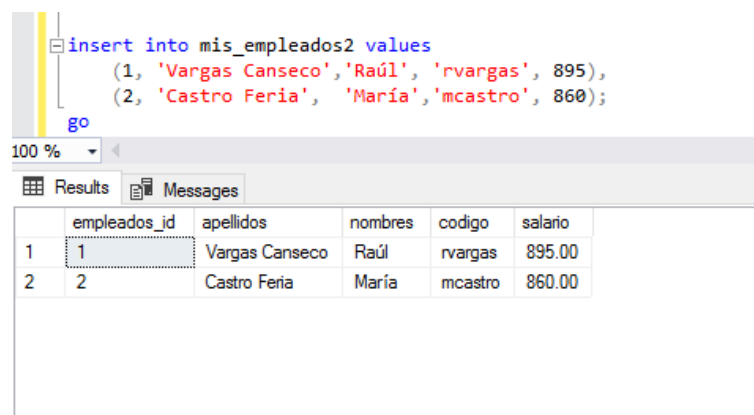 insert into mis_empleados2 values
(1, 'Vargas Canseco','Raúl', 'rvargas', 895),
(2, 'Castro Feria', 'María','mcastro', 860);
go
100 %
Results Messages
empleados_id apellidos nombres codigo salario
1 1 Vargas Canseco Raúl rvargas 895.00
2 2 Castro Feria María mcastro 860.00